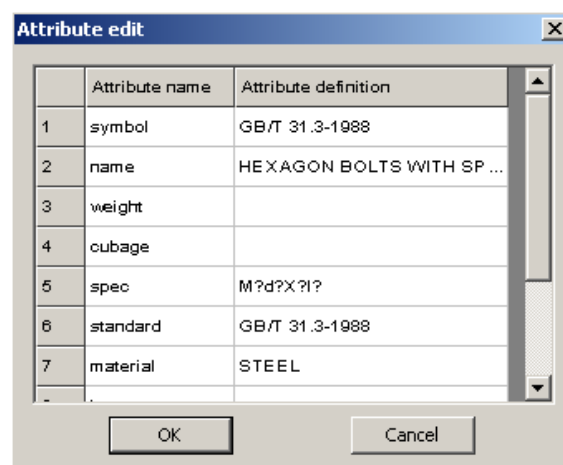 Attribute edit
Attribute name Attribute definition
1 symbol GB/T 31.3-1988
2 name HEXAGON BOLTS WITH SP ...
3 weight
4 cubage
5 spec M?d?X?l?
6 standard GB/T 31.3-1988
7 material STEEL
OK Cancel